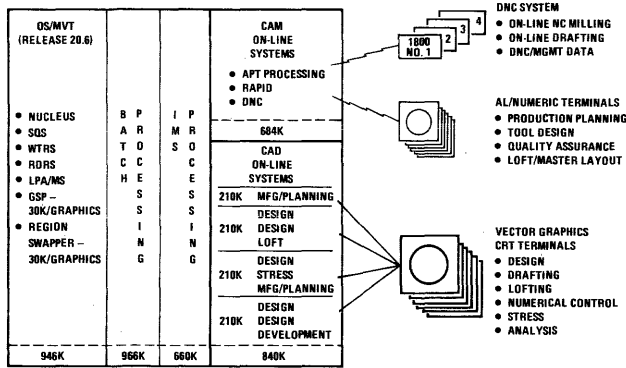 OS/MVT
(RELEASE 20.6)
● NUCLEUS
● SQS
● WTRS
● RDRS
● LPA/MS
● GSP –
30K/GRAPHICS
● REGION
SWAPPER –
30K/GRAPHICS
946K
BATCH
PROCESSING
966K
IMS
PROCESSING
660K
CAM
ON-LINE
SYSTEMS
● APT PROCESSING
● RAPID
● DNC
684K
CAD
ON-LINE
SYSTEMS
210K MFG/PLANNING
DESIGN
210K DESIGN
LOFT
DESIGN
210K STRESS
MFG/PLANNING
DESIGN
210K DESIGN
DEVELOPMENT
840K
1800
NO. 1
2
3
4
DNC SYSTEM
● ON-LINE NC MILLING
● ON-LINE DRAFTING
● DNC/MGMT DATA
AL/NUMERIC TERMINALS
● PRODUCTION PLANNING
● TOOL DESIGN
● QUALITY ASSURANCE
● LOFT/MASTER LAYOUT
VECTOR GRAPHICS
CRT TERMINALS
● DESIGN
● DRAFTING
● LOFTING
● NUMERICAL CONTROL
● STRESS
● ANALYSIS